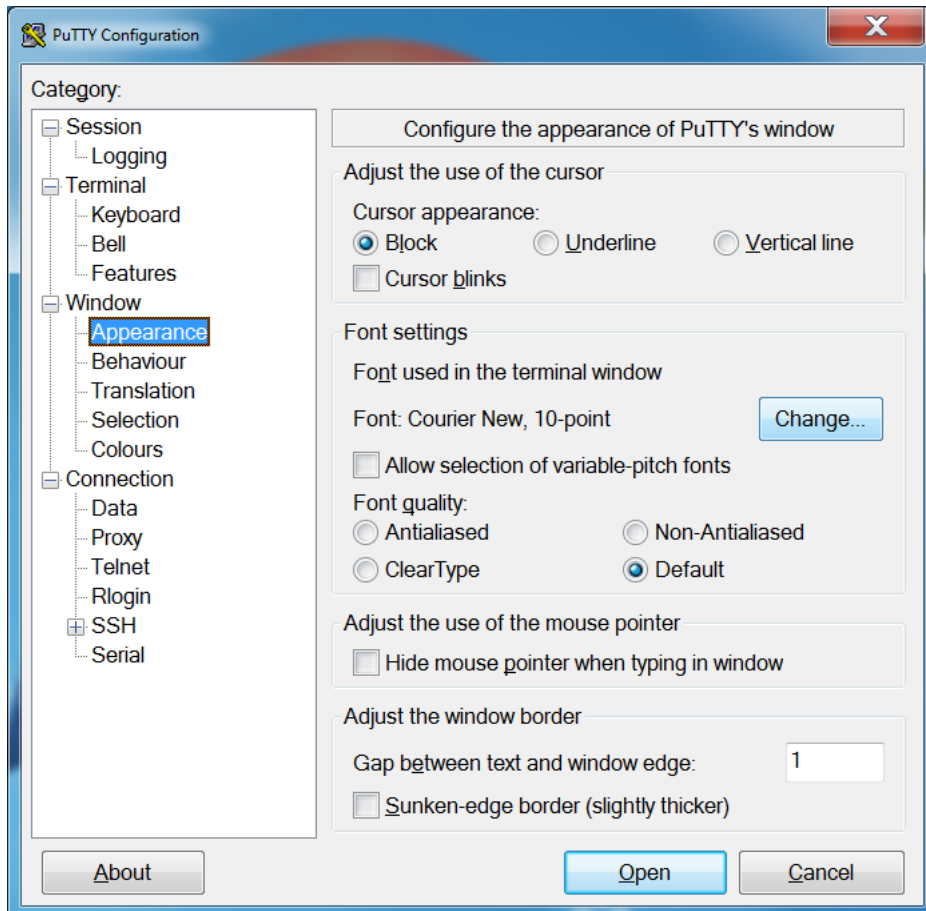 PuTTY Configuration
Category:
Session
Logging
Terminal
Keyboard
Bell
Features
Window
Appearance
Behaviour
Translation
Selection
Colours
Connection
Data
Proxy
Telnet
Rlogin
SSH
Serial
Configure the appearance of PuTTY's window
Adjust the use of the cursor
Cursor appearance:
Block Underline Vertical line
Cursor blinks
Font settings
Font used in the terminal window
Font: Courier New, 10-point Change...
Allow selection of variable-pitch fonts
Font quality:
Antialiased Non-Antialiased
ClearType Default
Adjust the use of the mouse pointer
Hide mouse pointer when typing in window
Adjust the window border
Gap between text and window edge: 1
Sunken-edge border (slightly thicker)
About Open Cancel